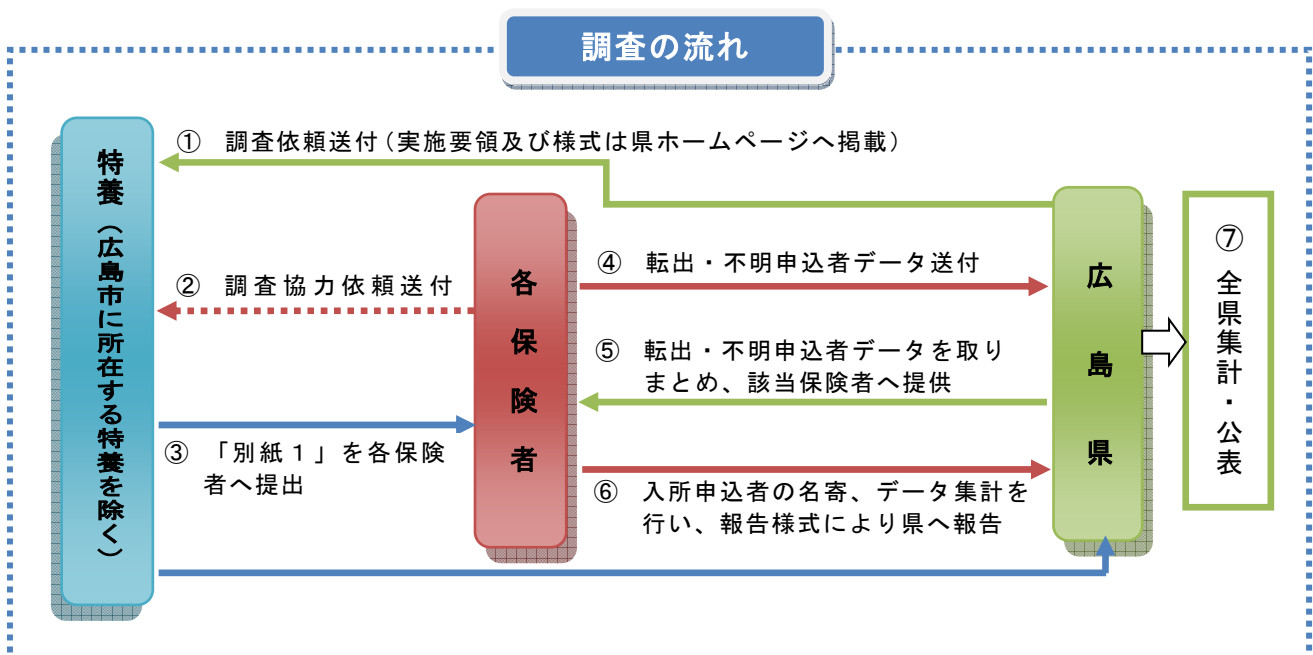 調査の流れ
特養（広島市に所在する特養を除く）
① 調査依頼送付（実施要領及び様式は県ホームページへ掲載）
② 調査協力依頼送付
③ 「別紙１」を各保険
者へ提出
各保険者
④ 転出・不明申込者データ送付
⑤ 転出・不明申込者データを取り
まとめ、該当保険者へ提供
⑥ 入所申込者の名寄、データ集計を
行い、報告様式により県へ報告
広島県
⑦全県集計・公表